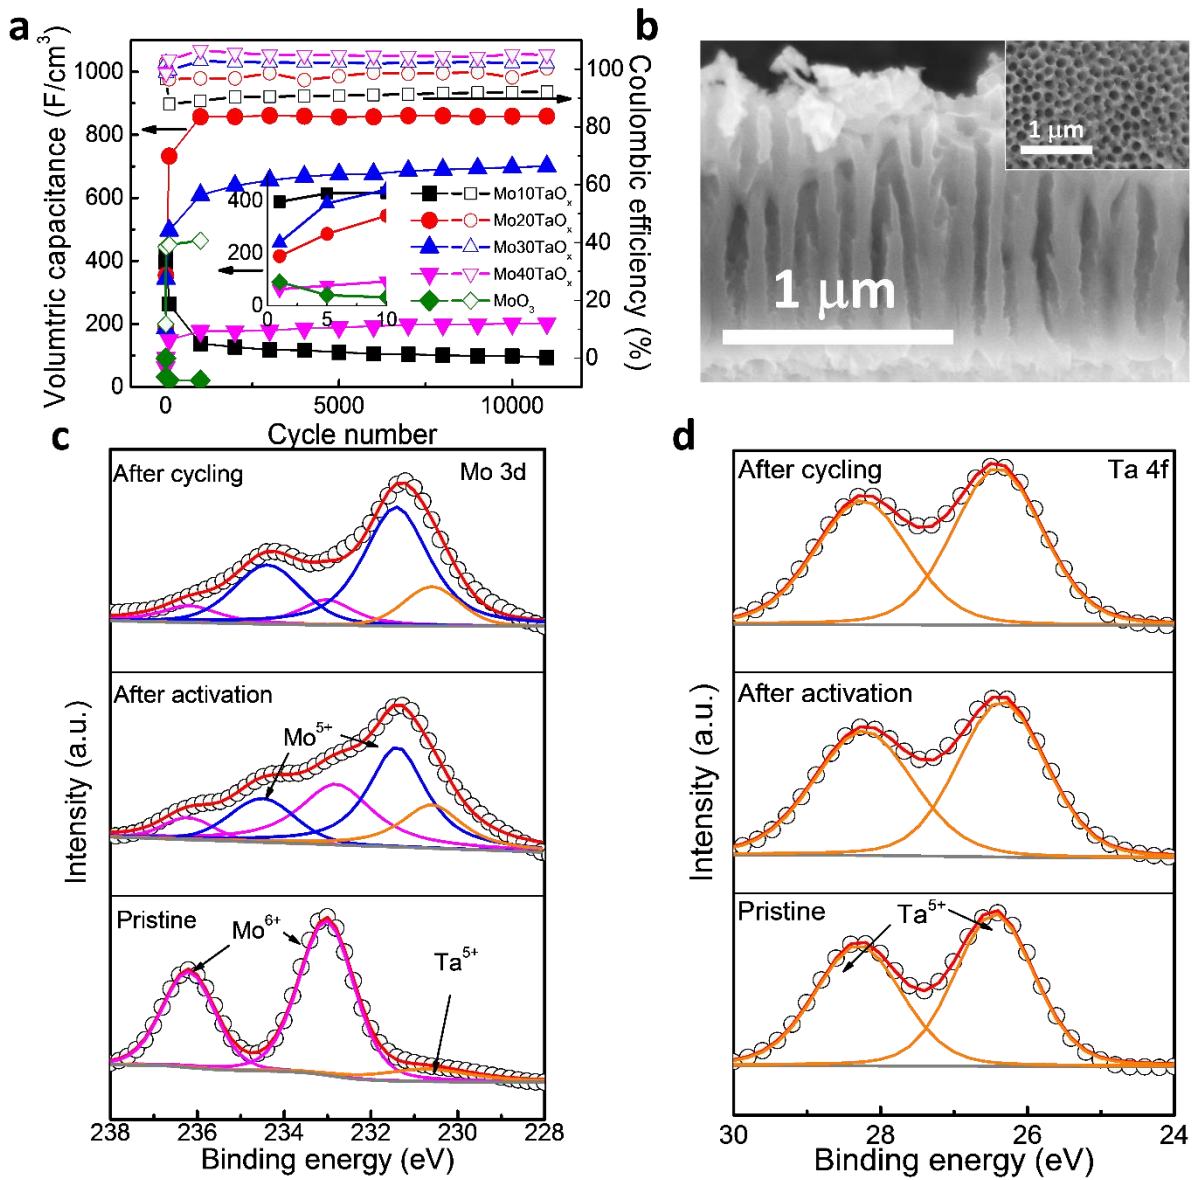 a
Volumtric capacitance (F/cm³)
1000
800
600
400
200
0
400
200
0
0
5
10
Mo10TaOₓ
Mo20TaOₓ
Mo30TaOₓ
Mo40TaOₓ
MoO₃
100
80
60
40
20
0
Coulombic efficiency (%)
0
5000
10000
Cycle number
b
1 μm
1 μm
c
After cycling
Mo 3d
After activation
Mo⁵⁺
Pristine
Mo⁶⁺
Ta⁵⁺
Intensity (a.u.)
238
236
234
232
230
228
Binding energy (eV)
d
After cycling
Ta 4f
After activation
Pristine
Ta⁵⁺
Intensity (a.u.)
30
28
26
24
Binding energy (eV)